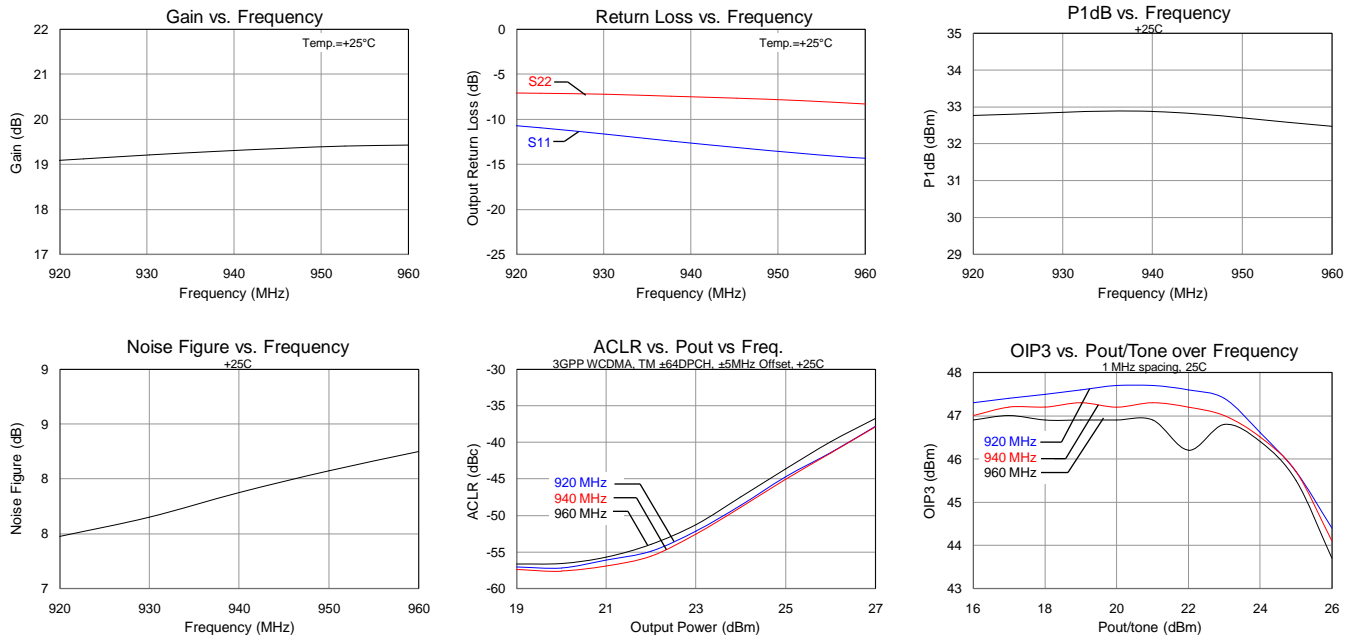 Gain vs. Frequency
Temp.=+25°C
22
21
20
19
18
17
Gain (dB)
920 930 940 950 960
Frequency (MHz)
Return Loss vs. Frequency
Temp.=+25°C
0
-5
-10
-15
-20
-25
Output Return Loss (dB)
S22
S11
920 930 940 950 960
Frequency (MHz)
P1dB vs. Frequency
+25C
35
34
33
32
31
30
29
P1dB (dBm)
920 930 940 950 960
Frequency (MHz)
Noise Figure vs. Frequency
+25C
9
9
8
8
7
Noise Figure (dB)
920 930 940 950 960
Frequency (MHz)
ACLR vs. Pout vs Freq.
3GPP WCDMA, TM ±64DPCH, ±5MHz Offset, +25C
-30
-35
-40
-45
-50
-55
-60
ACLR (dBc)
920 MHz
940 MHz
960 MHz
19 21 23 25 27
Output Power (dBm)
OIP3 vs. Pout/Tone over Frequency
1 MHz spacing, 25C
48
47
46
45
44
43
OIP3 (dBm)
920 MHz
940 MHz
960 MHz
16 18 20 22 24 26
Pout/tone (dBm)